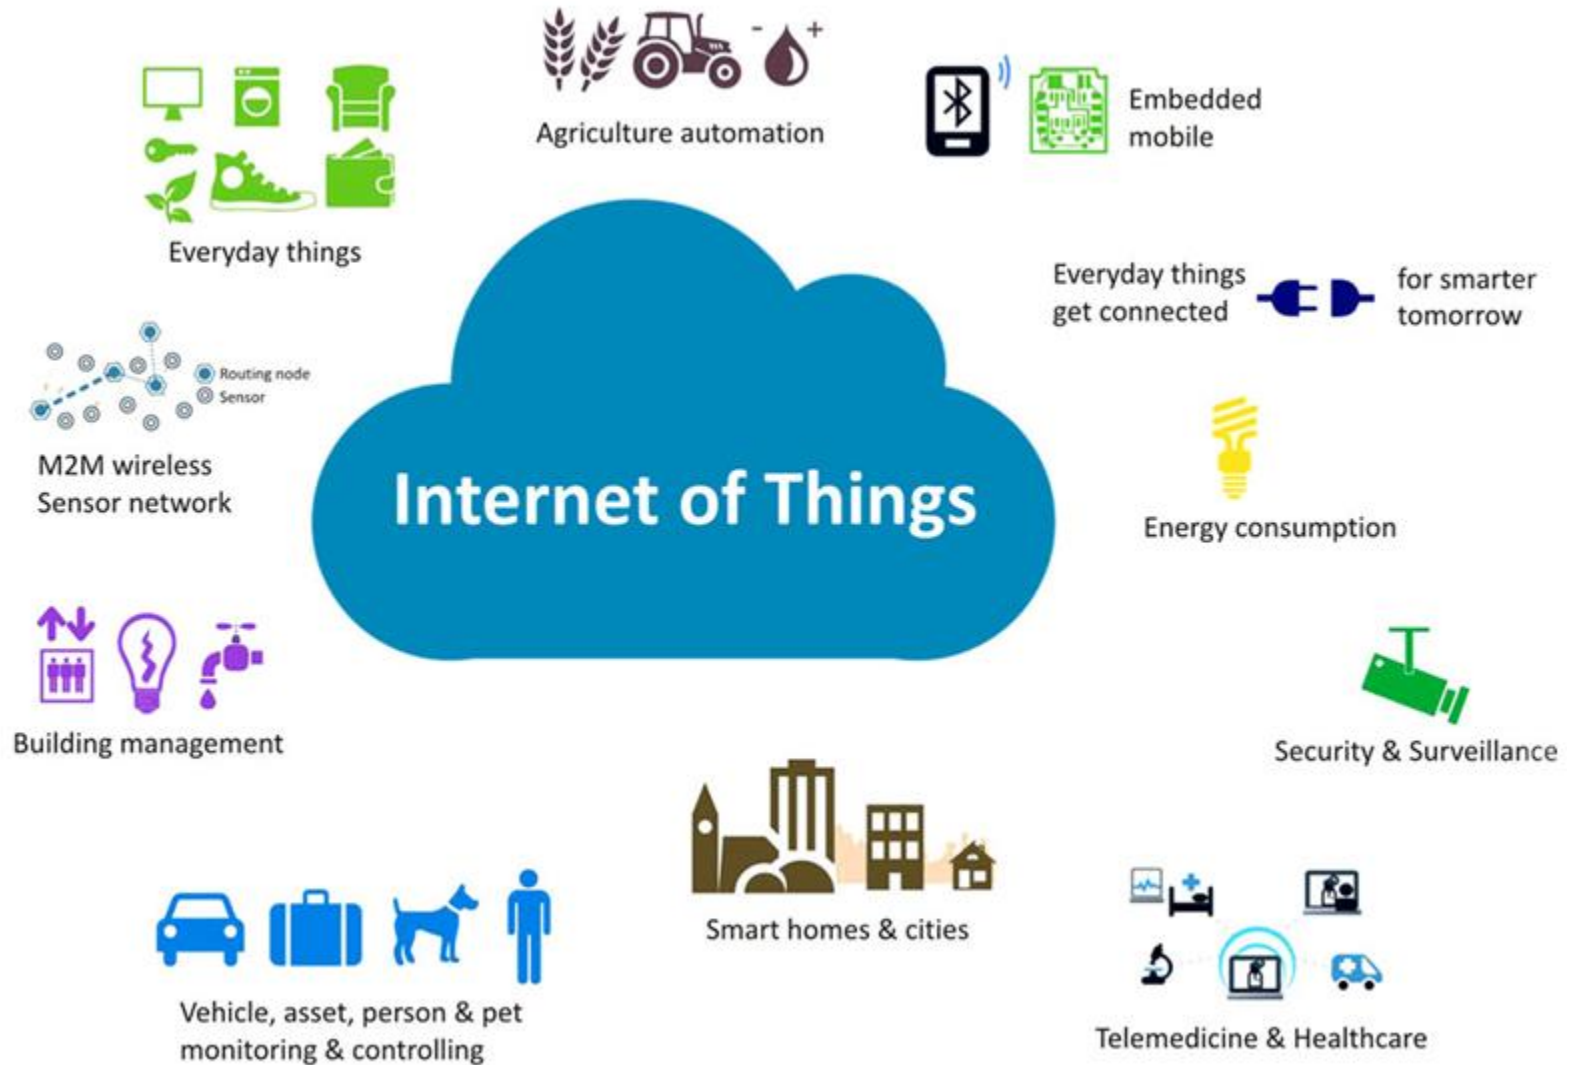 Agriculture automation
Embedded
mobile
Everyday things
Everyday things
get connected
for smarter
tomorrow
Routing node
Sensor
M2M wireless
Sensor network
Internet of Things
Energy consumption
Building management
Security & Surveillance
Smart homes & cities
Vehicle, asset, person & pet
monitoring & controlling
Telemedicine & Healthcare